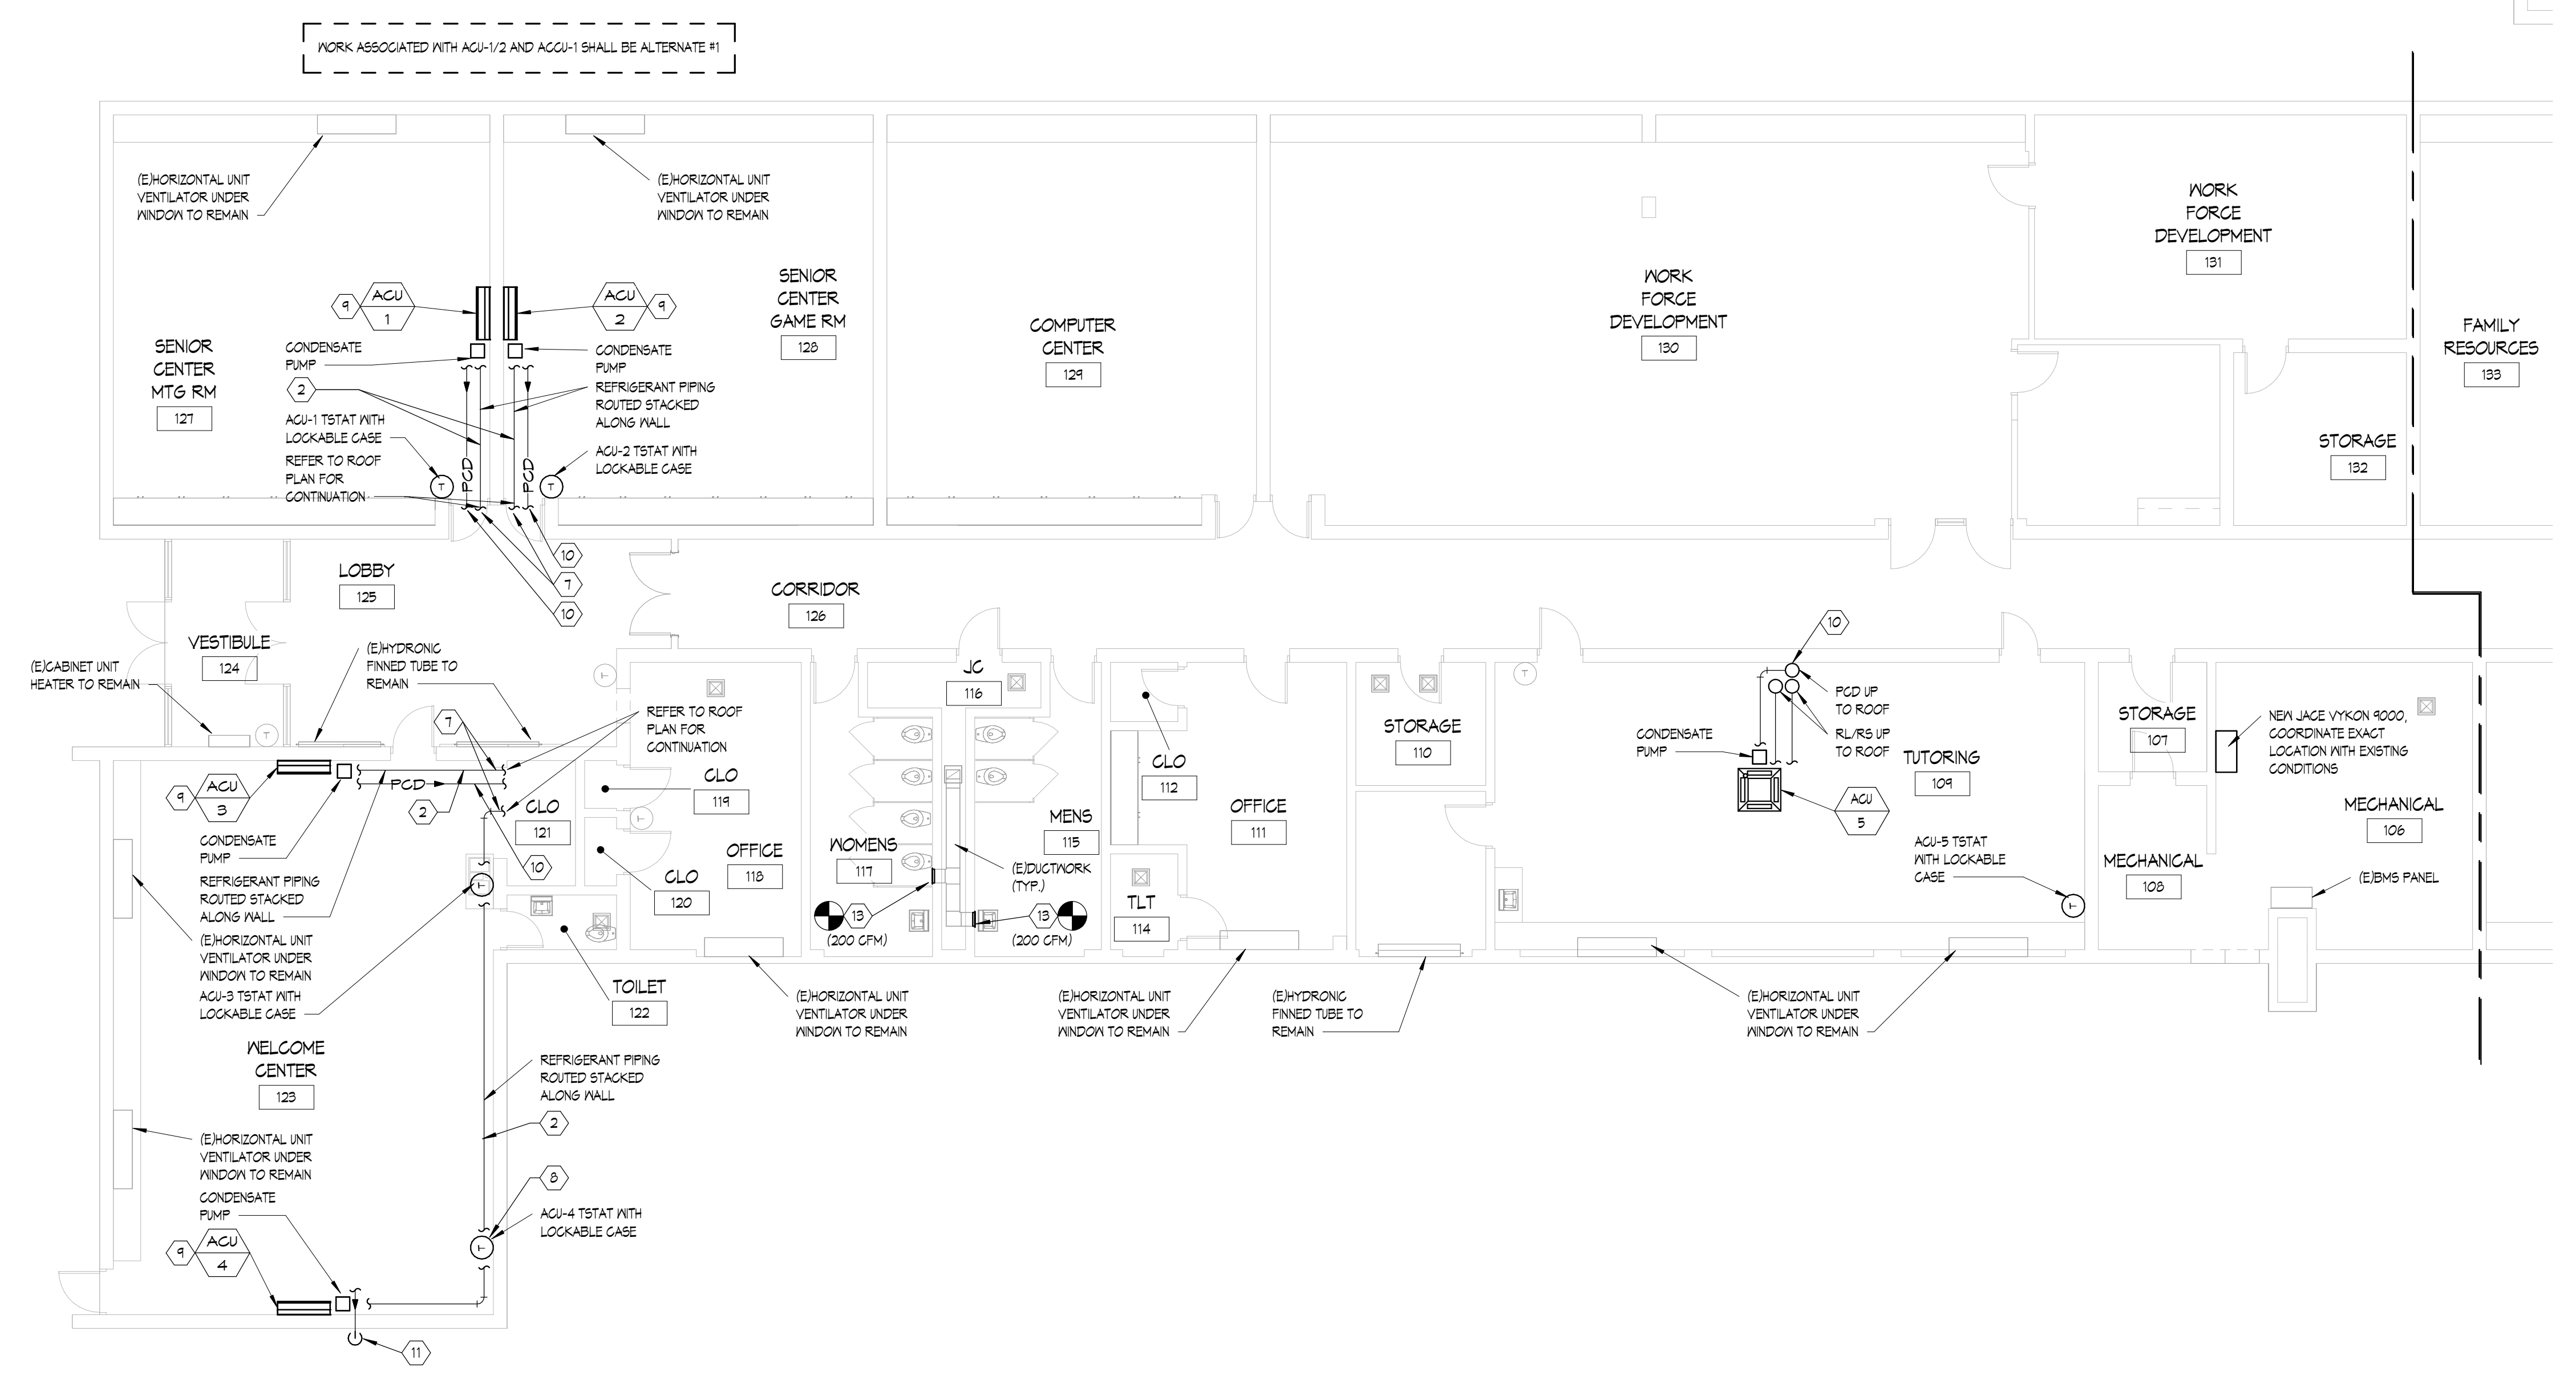 WORK ASSOCIATED WITH ACU-1/2 AND ACCU-1 SHALL BE ALTERNATE #1
(E)HORIZONTAL UNIT
VENTILATOR UNDER
WINDOW TO REMAIN
(E)HORIZONTAL UNIT
VENTILATOR UNDER
WINDOW TO REMAIN
WORK
FORCE
DEVELOPMENT
131
9
ACU
1
ACU
2
9
SENIOR
CENTER
GAME RM
128
WORK
FORCE
DEVELOPMENT
130
COMPUTER
CENTER
129
FAMILY
RESOURCES
133
SENIOR
CENTER
MTG RM
127
CONDENSATE
PUMP
2
ACU-1 TSTAT WITH
LOCKABLE CASE
REFER TO ROOF
PLAN FOR
CONTINUATION
CONDENSATE
PUMP
REFRIGERANT PIPING
ROUTED STACKED
ALONG WALL
ACU-2 TSTAT WITH
LOCKABLE CASE
T
PCD
PCD
T
STORAGE
132
10
7
10
LOBBY
125
CORRIDOR
126
VESTIBULE
124
(E)CABINET UNIT
HEATER TO REMAIN
(E)HYDRONIC
FINNED TUBE TO
REMAIN
T
T
7
REFER TO ROOF
PLAN FOR
CONTINUATION
JC
116
T
10
PCD UP
TO ROOF
RL/RS UP
TO ROOF
CONDENSATE
PUMP
STORAGE
110
CLO
112
TUTORING
109
STORAGE
107
NEW JACE VYKON 9000,
COORDINATE EXACT
LOCATION WITH EXISTING
CONDITIONS
9
ACU
3
PCD
2
CLO
121
CLO
119
T
10
CONDENSATE
PUMP
REFRIGERANT PIPING
ROUTED STACKED
ALONG WALL
T
(E)HORIZONTAL UNIT
VENTILATOR UNDER
WINDOW TO REMAIN
ACU-3 TSTAT WITH
LOCKABLE CASE
CLO
120
OFFICE
118
WOMENS
117
MENS
115
(E)DUCTWORK
(TYP.)
13
(200 CFM)
13
(200 CFM)
OFFICE
111
TLT
114
ACU
5
ACU-5 TSTAT
WITH LOCKABLE
CASE
T
MECHANICAL
106
MECHANICAL
108
(E)BMS PANEL
TOILET
122
(E)HORIZONTAL UNIT
VENTILATOR UNDER
WINDOW TO REMAIN
(E)HORIZONTAL UNIT
VENTILATOR UNDER
WINDOW TO REMAIN
(E)HYDRONIC
FINNED TUBE TO
REMAIN
(E)HORIZONTAL UNIT
VENTILATOR UNDER
WINDOW TO REMAIN
WELCOME
CENTER
123
REFRIGERANT PIPING
ROUTED STACKED
ALONG WALL
2
(E)HORIZONTAL UNIT
VENTILATOR UNDER
WINDOW TO REMAIN
8
CONDENSATE
PUMP
ACU-4 TSTAT WITH
LOCKABLE CASE
T
9
ACU
4
11